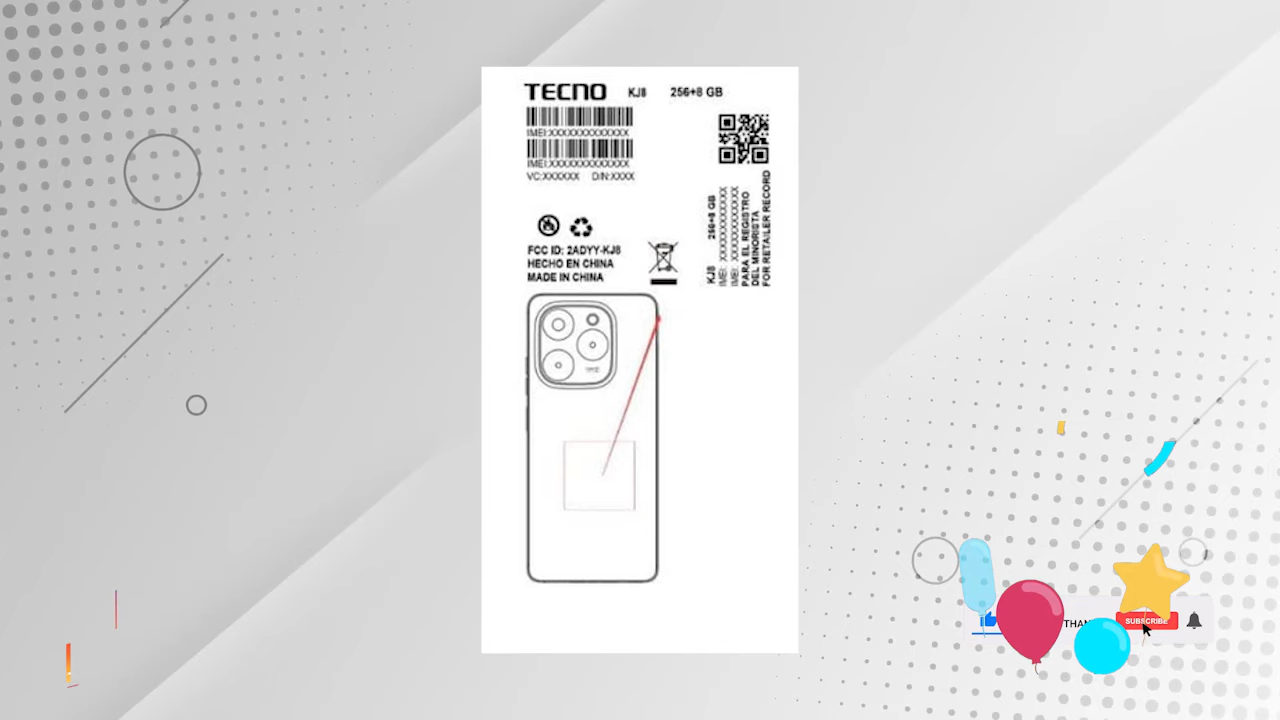 TECNO KJ8 256+8 GB
IMEI:XXXXXXXXXXXXXX
IMEI:XXXXXXXXXXXXXX
VC:XXXXXX D/N:XXXX
FCC ID: 2ADYY-KJ8
HECHO EN CHINA
MADE IN CHINA
KJ8 256+8 GB
IMEI: XXXXXXXXXXXXXX
IMEI: XXXXXXXXXXXXXX
PARA EL REGISTRO
DEL MINORISTA
FOR RETAILER RECORD
SUBSCRIBE